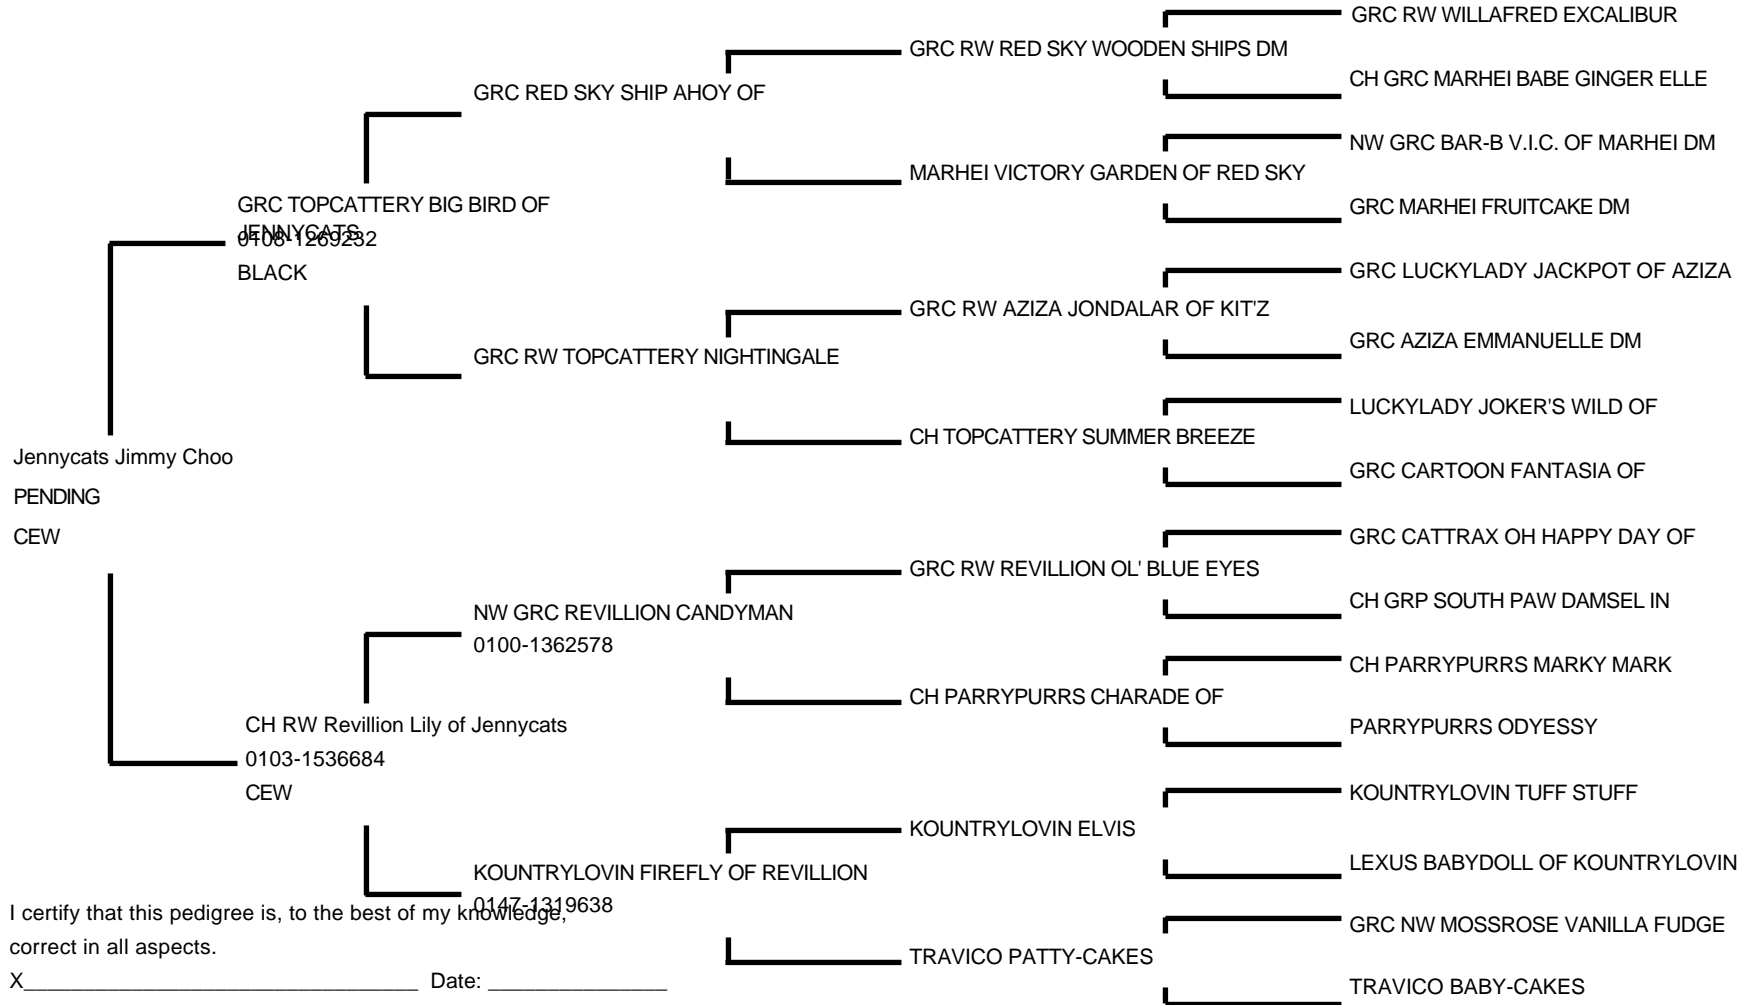 GRC RW WILLAFRED EXCALIBUR
GRC RW RED SKY WOODEN SHIPS DM
CH GRC MARHEI BABE GINGER ELLE
GRC RED SKY SHIP AHOY OF
NW GRC BAR-B V.I.C. OF MARHEI DM
MARHEI VICTORY GARDEN OF RED SKY
GRC MARHEI FRUITCAKE DM
GRC TOPCATTERY BIG BIRD OF
JENNYCATS
0108-1269232
BLACK
GRC LUCKYLADY JACKPOT OF AZIZA
GRC RW AZIZA JONDALAR OF KIT'Z
GRC AZIZA EMMANUELLE DM
GRC RW TOPCATTERY NIGHTINGALE
LUCKYLADY JOKER'S WILD OF
CH TOPCATTERY SUMMER BREEZE
GRC CARTOON FANTASIA OF
Jennycats Jimmy Choo
PENDING
CEW
GRC CATTRAX OH HAPPY DAY OF
GRC RW REVILLION OL' BLUE EYES
CH GRP SOUTH PAW DAMSEL IN
NW GRC REVILLION CANDYMAN
0100-1362578
CH PARRYPURRS MARKY MARK
CH PARRYPURRS CHARADE OF
PARRYPURRS ODYESSY
CH RW Revillion Lily of Jennycats
0103-1536684
CEW
KOUNTRYLOVIN TUFF STUFF
KOUNTRYLOVIN ELVIS
LEXUS BABYDOLL OF KOUNTRYLOVIN
KOUNTRYLOVIN FIREFLY OF REVILLION
0147-1319638
GRC NW MOSSROSE VANILLA FUDGE
TRAVICO PATTY-CAKES
TRAVICO BABY-CAKES
I certify that this pedigree is, to the best of my knowledge,
correct in all aspects.
X_________________________________ Date: _______________